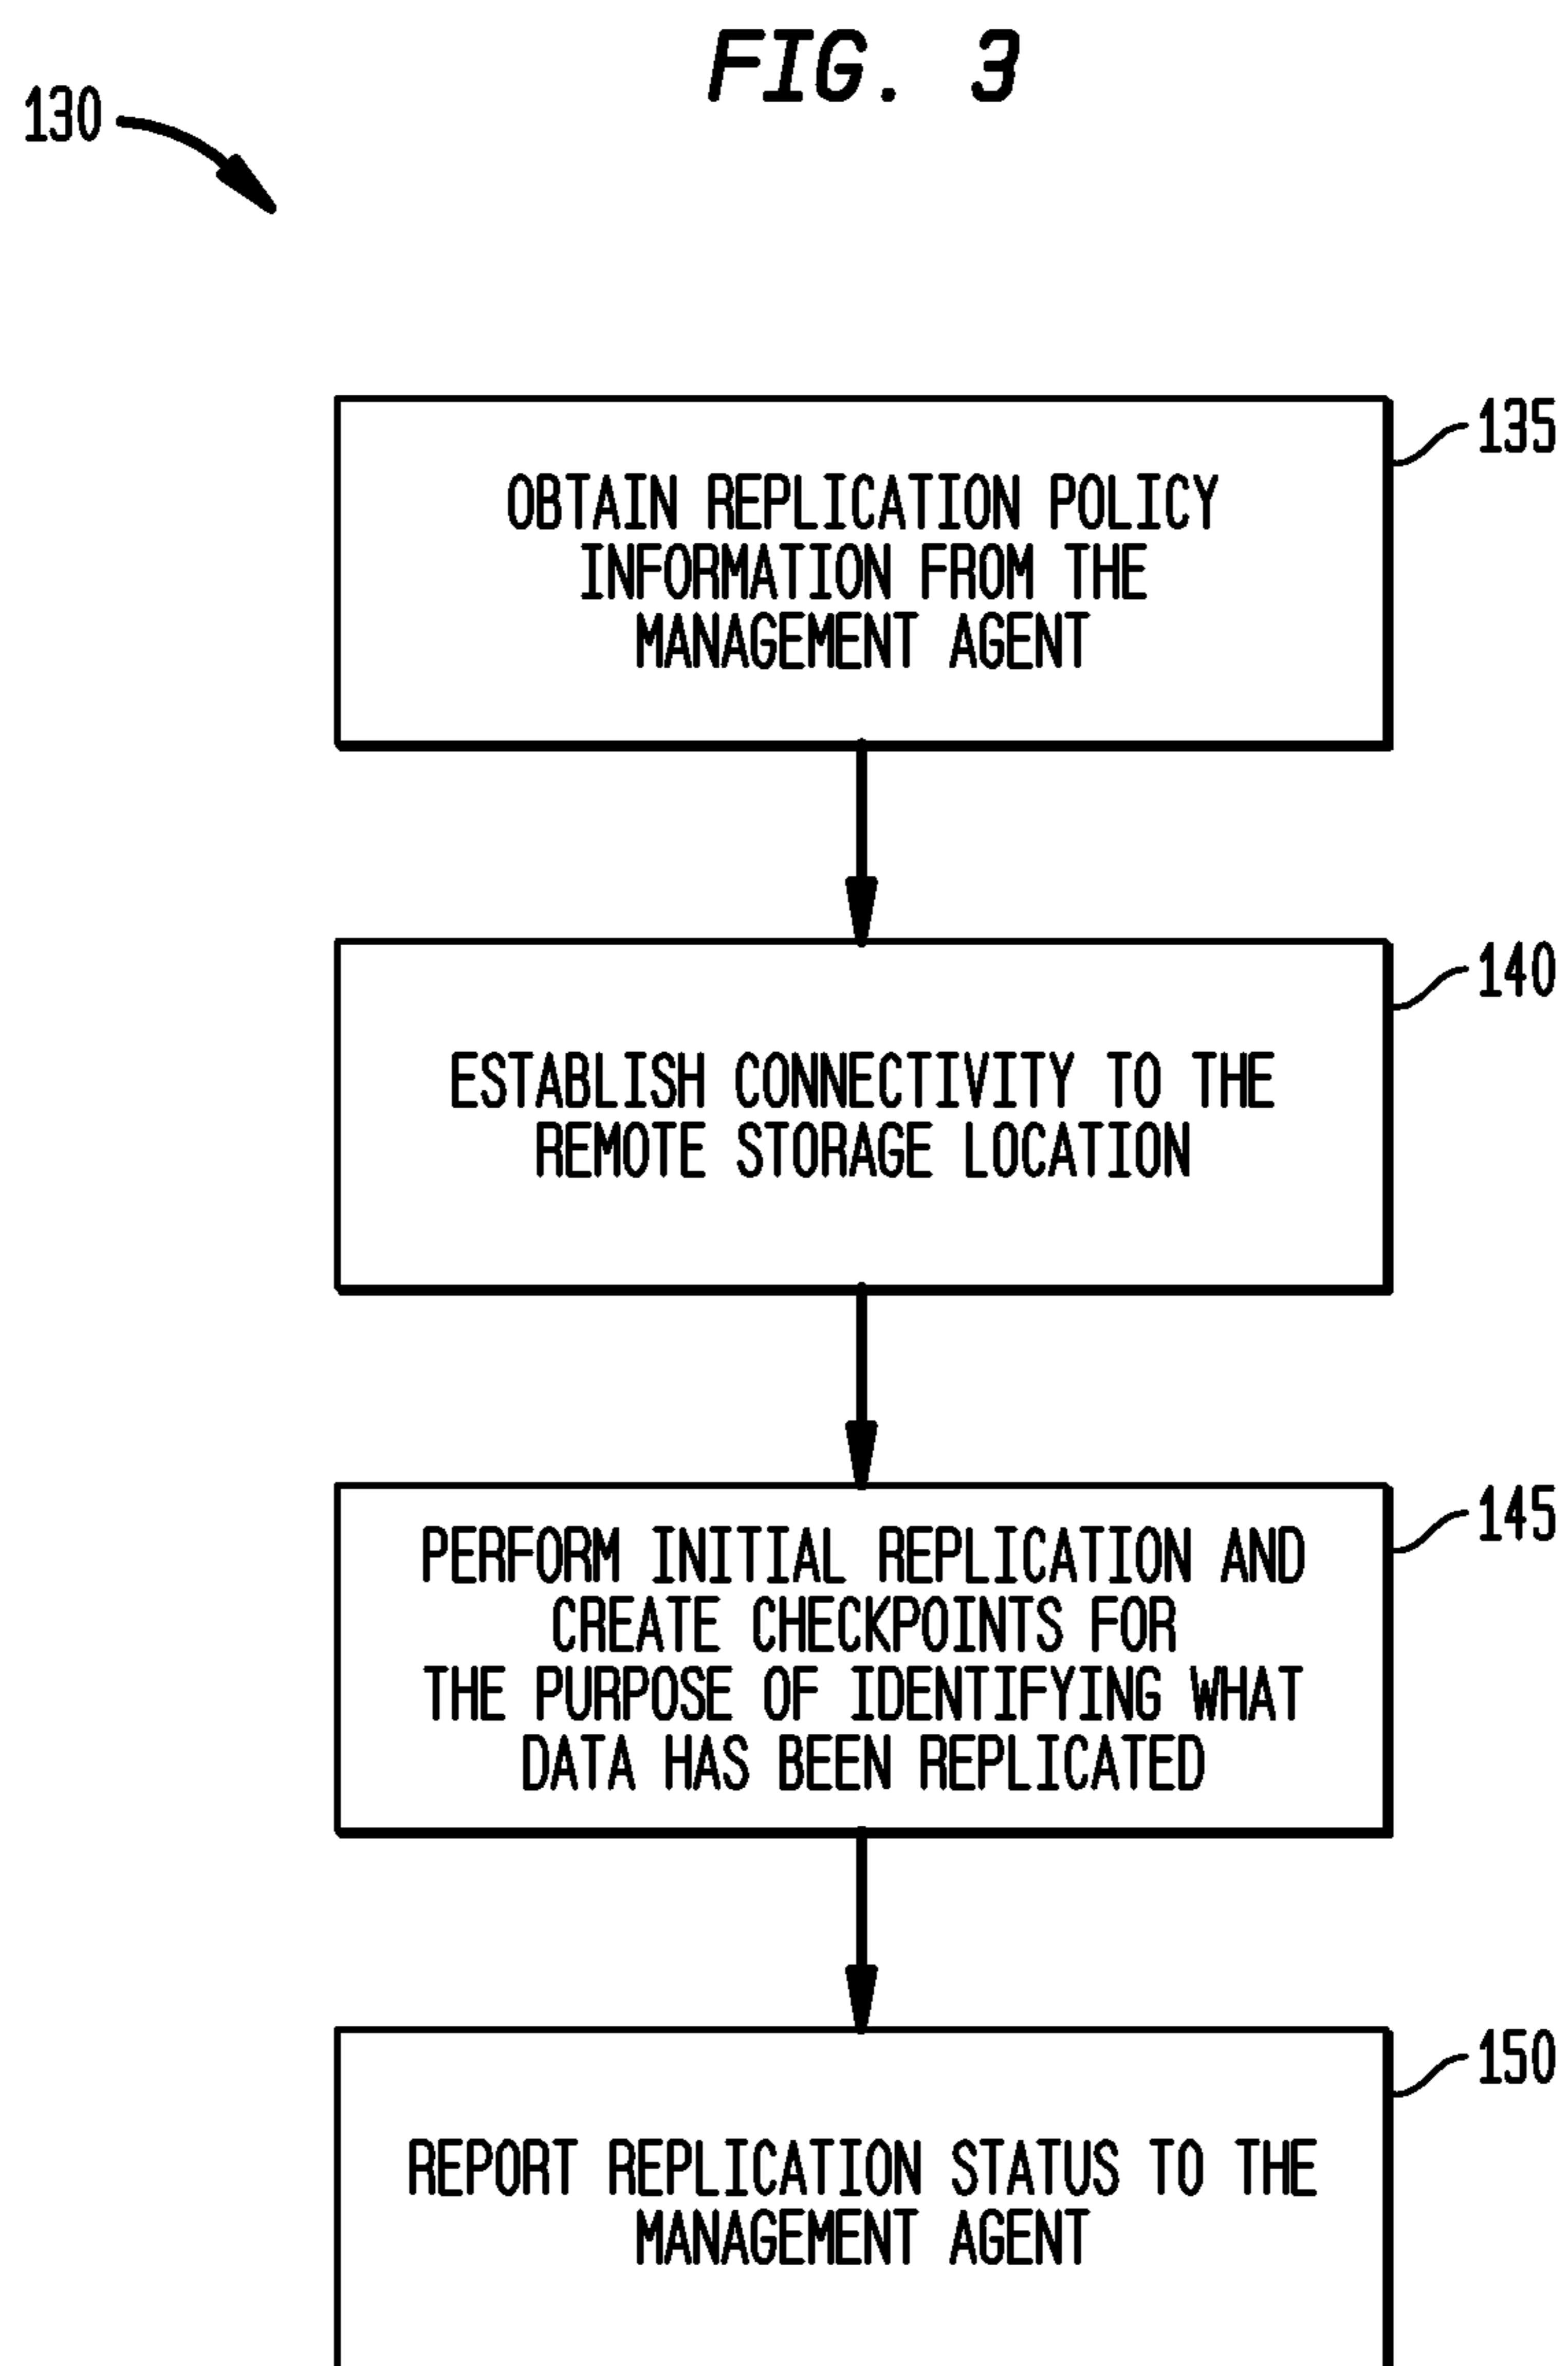 FIG. 3
130
135
OBTAIN REPLICATION POLICY
INFORMATION FROM THE
MANAGEMENT AGENT
140
ESTABLISH CONNECTIVITY TO THE
REMOTE STORAGE LOCATION
145
PERFORM INITIAL REPLICATION AND
CREATE CHECKPOINTS FOR
THE PURPOSE OF IDENTIFYING WHAT
DATA HAS BEEN REPLICATED
150
REPORT REPLICATION STATUS TO THE
MANAGEMENT AGENT